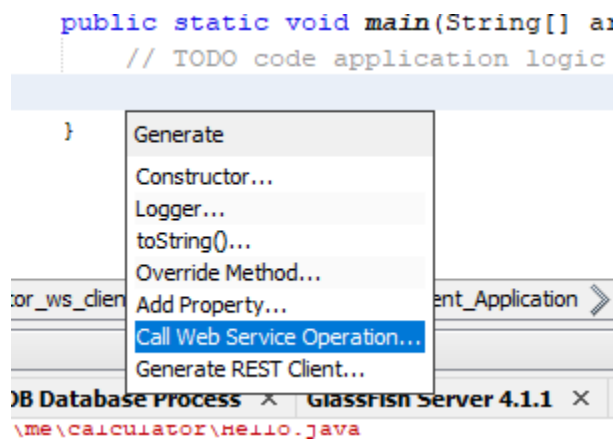 public static void main(String[] ar
// TODO code application logic
}
Generate
Constructor...
Logger...
toString()...
Override Method...
Add Property...
Call Web Service Operation...
Generate REST Client...
tor_ws_clien
ent_Application
DB Database Process × GlassFish Server 4.1.1 ×
\me\calculator\Hello.java